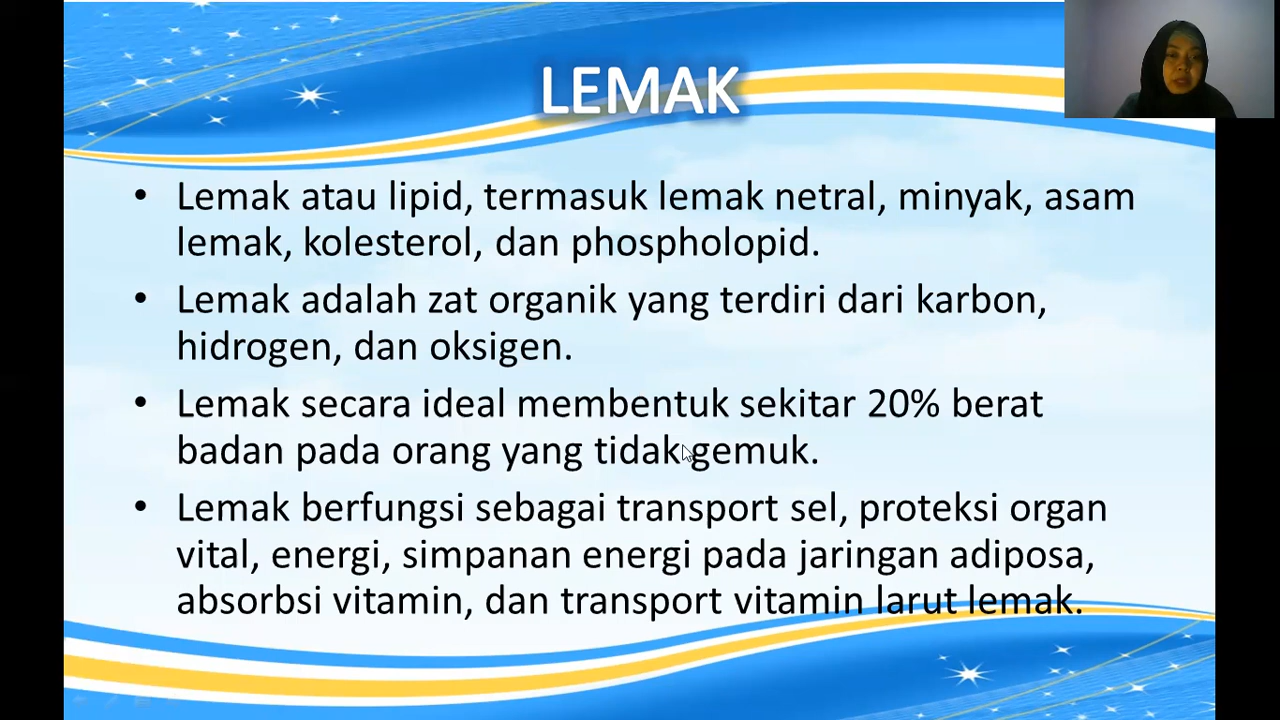 LEMAK
• Lemak atau lipid, termasuk lemak netral, minyak, asam
lemak, kolesterol, dan phospholopid.
• Lemak adalah zat organik yang terdiri dari karbon,
hidrogen, dan oksigen.
• Lemak secara ideal membentuk sekitar 20% berat
badan pada orang yang tidak gemuk.
• Lemak berfungsi sebagai transport sel, proteksi organ
vital, energi, simpanan energi pada jaringan adiposa,
absorbsi vitamin, dan transport vitamin larut lemak.